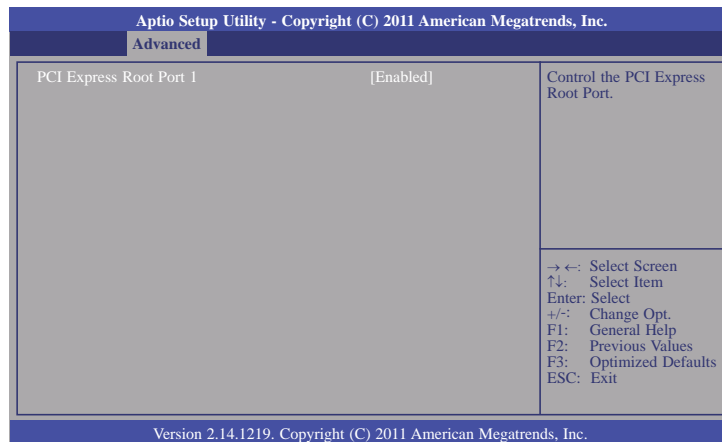 Aptio Setup Utility - Copyright (C) 2011 American Megatrends, Inc.
Advanced
PCI Express Root Port 1 [Enabled]
Control the PCI Express
Root Port.
→ ←: Select Screen
↑↓: Select Item
Enter: Select
+/-: Change Opt.
F1: General Help
F2: Previous Values
F3: Optimized Defaults
ESC: Exit
Version 2.14.1219. Copyright (C) 2011 American Megatrends, Inc.